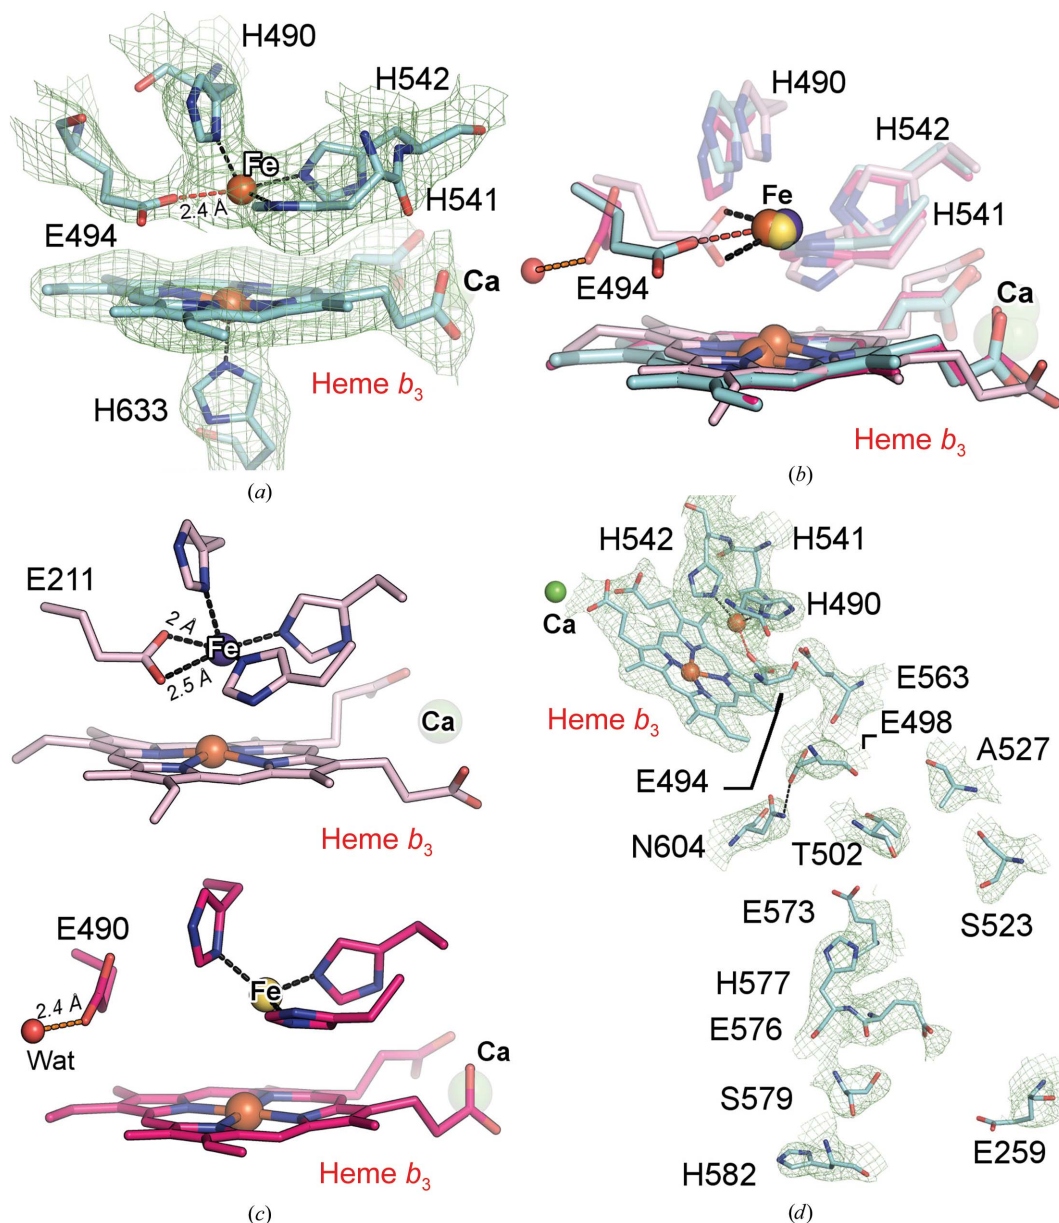 H490
H542
Fe
2.4 Å
H541
E494
Ca
H633
Heme b₃
(a)
H490
H542
Fe
H541
E494
Ca
Heme b₃
(b)
E211
2 Å
Fe
2.5 Å
Ca
Heme b₃
E490
2.4 Å
Fe
Wat
Ca
Heme b₃
(c)
H542
H541
H490
Ca
Heme b₃
E563
E498
A527
E494
N604
T502
S523
E573
H577
E576
S579
E259
H582
(d)